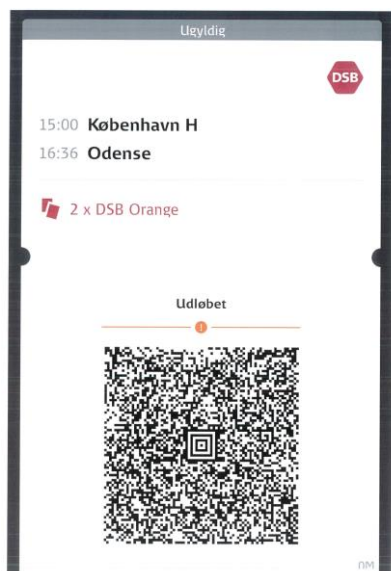 Ugyldig
DSB
15:00 København H
16:36 Odense
2 x DSB Orange
Udløbet